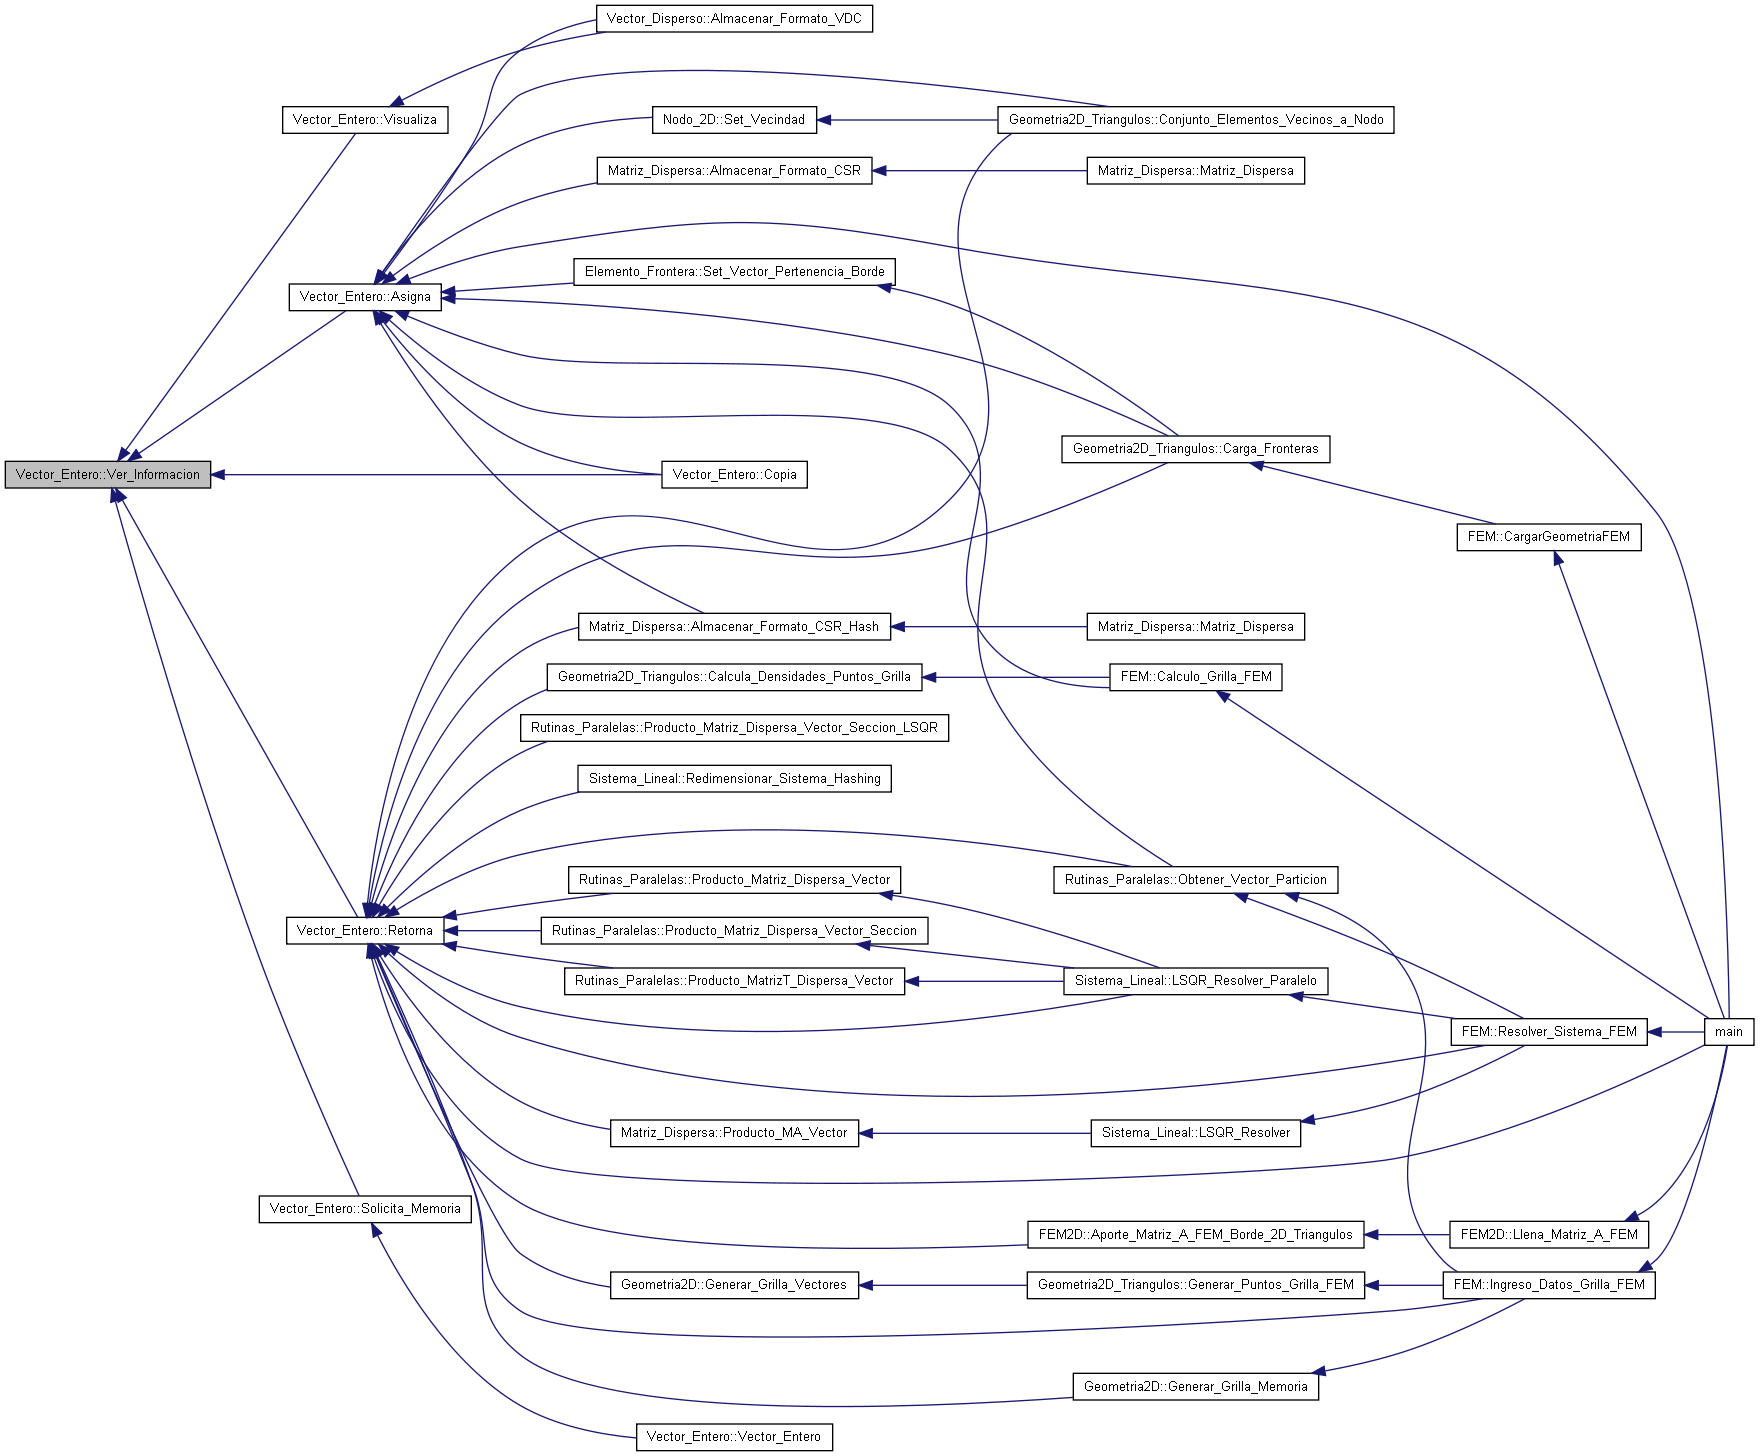 Vector_Disperso::Almacenar_Formato_VDC
Vector_Entero::Visualiza
Nodo_2D::Set_Vecindad
Geometria2D_Triangulos::Conjunto_Elementos_Vecinos_a_Nodo
Matriz_Dispersa::Almacenar_Formato_CSR
Matriz_Dispersa::Matriz_Dispersa
Elemento_Frontera::Set_Vector_Pertenencia_Borde
Vector_Entero::Asigna
Geometria2D_Triangulos::Carga_Fronteras
Vector_Entero::Ver_Informacion
Vector_Entero::Copia
FEM::CargarGeometriaFEM
Matriz_Dispersa::Almacenar_Formato_CSR_Hash
Matriz_Dispersa::Matriz_Dispersa
Geometria2D_Triangulos::Calcula_Densidades_Puntos_Grilla
FEM::Calculo_Grilla_FEM
Rutinas_Paralelas::Producto_Matriz_Dispersa_Vector_Seccion_LSQR
Sistema_Lineal::Redimensionar_Sistema_Hashing
Rutinas_Paralelas::Producto_Matriz_Dispersa_Vector
Rutinas_Paralelas::Obtener_Vector_Particion
Vector_Entero::Retorna
Rutinas_Paralelas::Producto_Matriz_Dispersa_Vector_Seccion
Rutinas_Paralelas::Producto_MatrizT_Dispersa_Vector
Sistema_Lineal::LSQR_Resolver_Paralelo
FEM::Resolver_Sistema_FEM
main
Matriz_Dispersa::Producto_MA_Vector
Sistema_Lineal::LSQR_Resolver
Vector_Entero::Solicita_Memoria
FEM2D::Aporte_Matriz_A_FEM_Borde_2D_Triangulos
FEM2D::Llena_Matriz_A_FEM
Geometria2D::Generar_Grilla_Vectores
Geometria2D_Triangulos::Generar_Puntos_Grilla_FEM
FEM::Ingreso_Datos_Grilla_FEM
Geometria2D::Generar_Grilla_Memoria
Vector_Entero::Vector_Entero